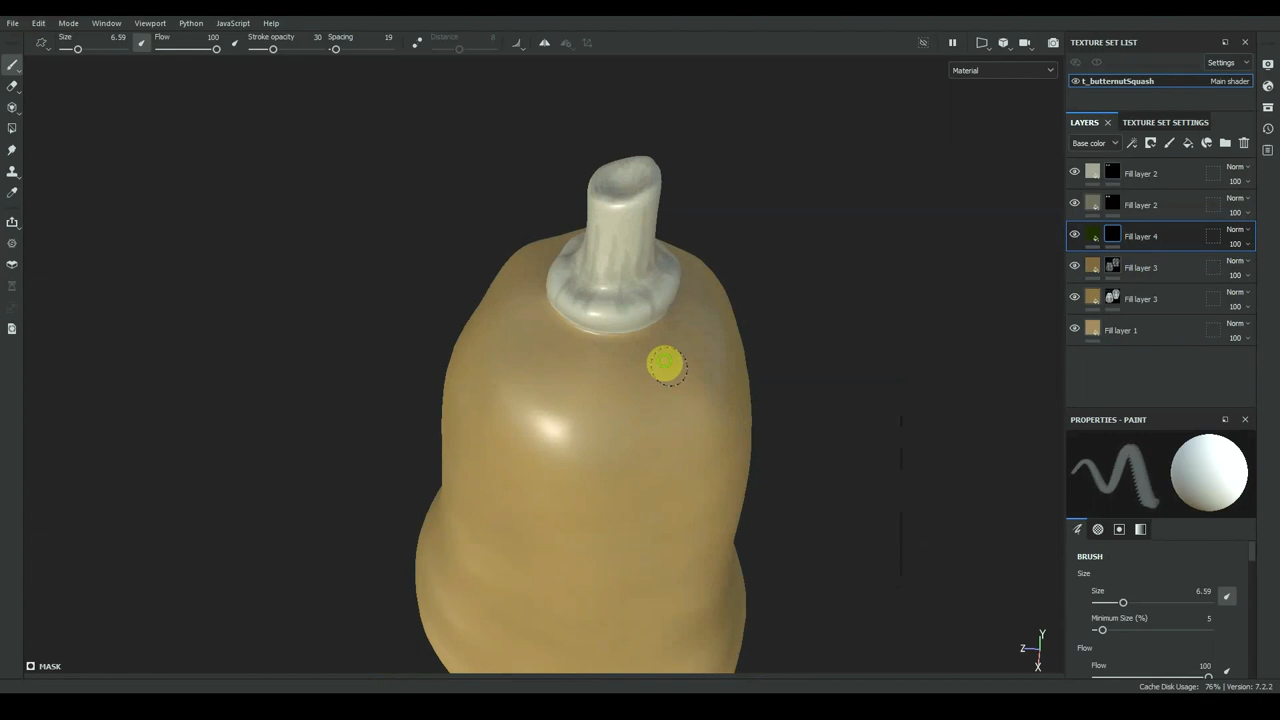 File Edit Mode Window Viewport Python JavaScript Help
Size 6.59 Flow 100 Stroke opacity 30 Spacing 19 Distance 8
Material
TEXTURE SET LIST
Settings
t_butternutSquash Main shader
LAYERS TEXTURE SET SETTINGS
Base color
Fill layer 2 Norm 100
Fill layer 2 Norm 100
Fill layer 4 Norm 100
Fill layer 3 Norm 100
Fill layer 3 Norm 100
Fill layer 1 Norm 100
PROPERTIES - PAINT
BRUSH
Size
Size 6.59
Minimum Size (%) 5
Flow
Flow 100
Y
Z
X
MASK
Cache Disk Usage: 76% | Version: 7.2.2